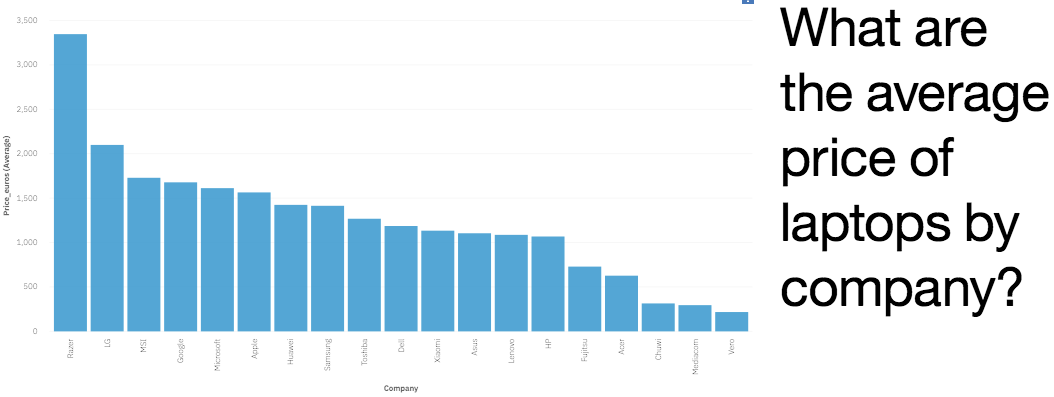 3,500
3,000
2,500
2,000
1,500
1,000
500
0
Price_euros (Average)
Razer
LG
MSI
Google
Microsoft
Apple
Huawei
Samsung
Toshiba
Dell
Xiaomi
Asus
Lenovo
HP
Fujitsu
Acer
Chuwi
Mediacom
Vero
Company
What are
the average
price of
laptops by
company?